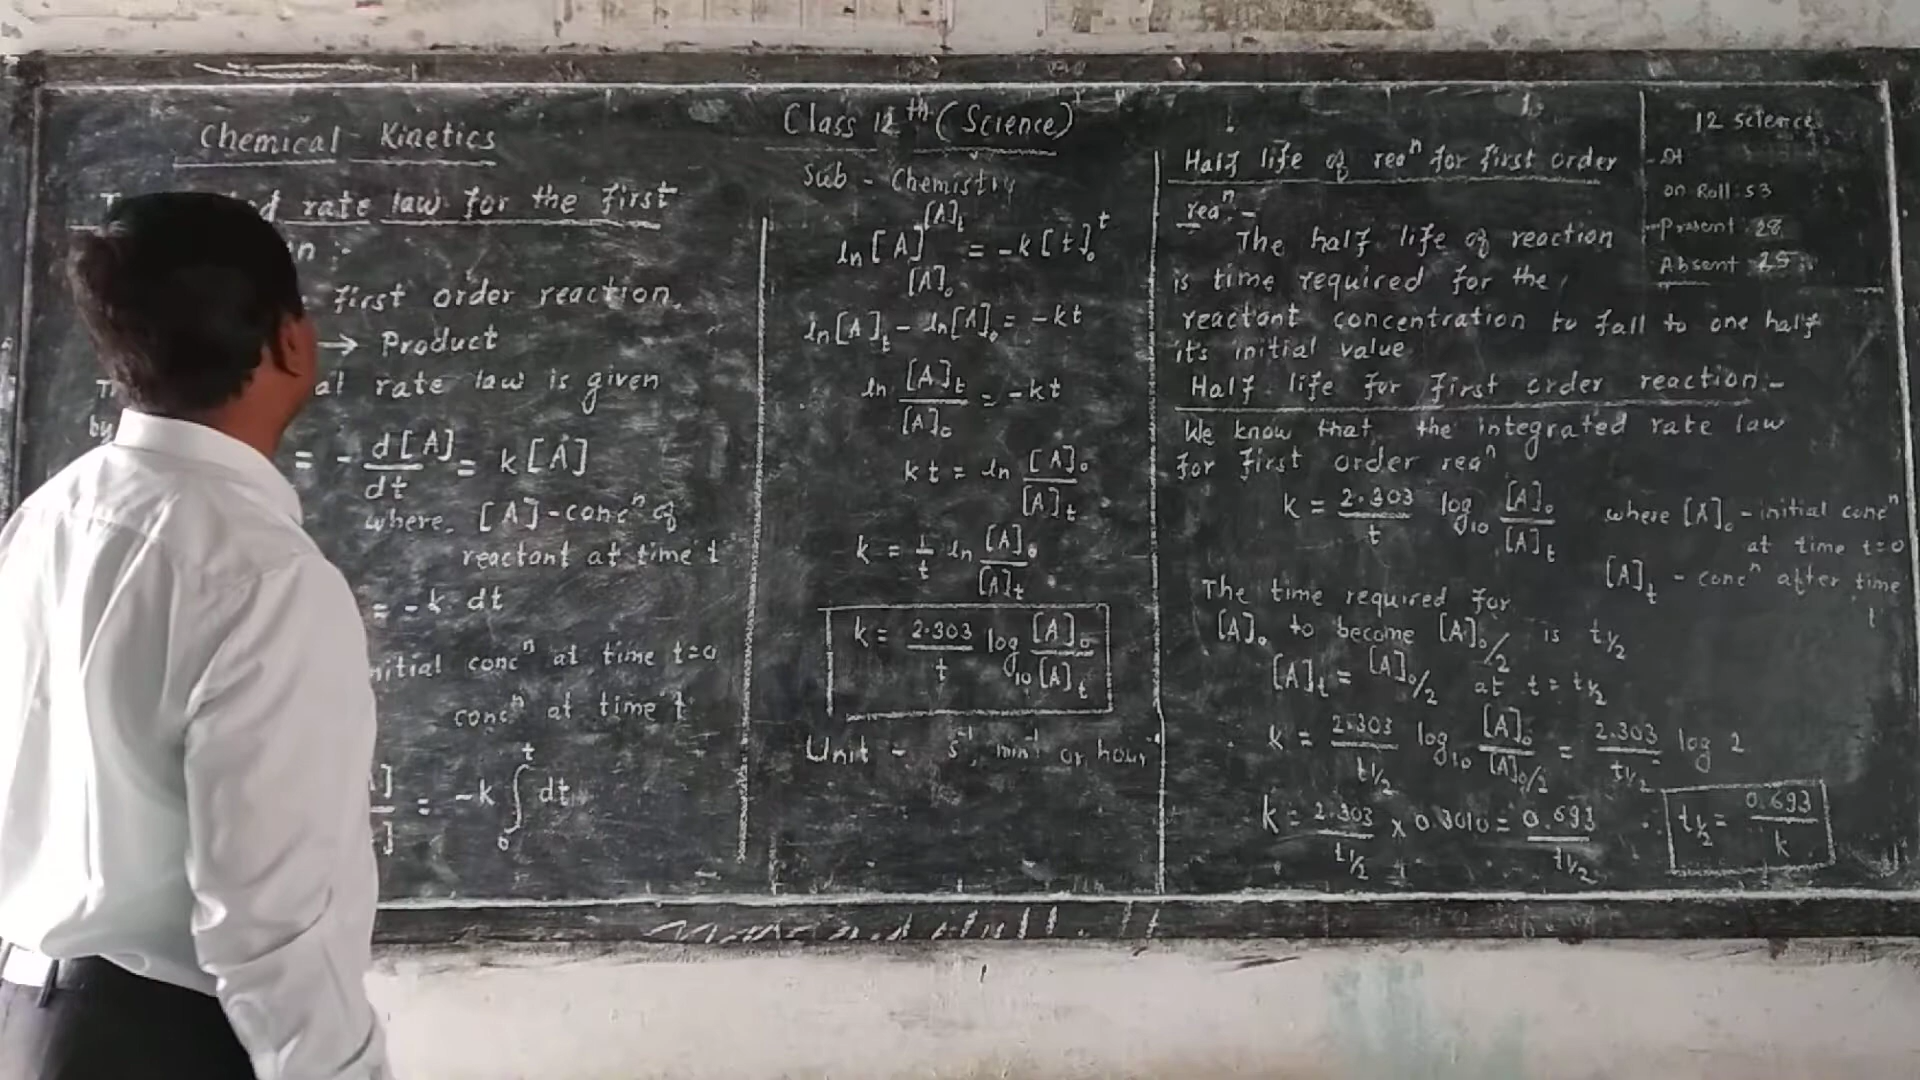 Chemical Kinetics
rate law for the first
first order reaction.
→ Product
rate law is given
by
= - d[A]/dt = k[A]
where, [A] - concⁿ of
reactant at time t
= -k dt
concⁿ at time t=0
concⁿ at time t
= -k ∫₀ᵗ dt
Class 12th (Science)
Sub - Chemistry
ln [A] [A]t [A]₀ = -k [t]₀ᵗ
ln[A]t - ln[A]₀ = -kt
ln [A]t/[A]₀ = -kt
kt = ln [A]₀/[A]t
k = 1/t ln [A]₀/[A]t
k = 2.303/t log₁₀ [A]₀/[A]t
Unit - s⁻¹, min⁻¹ or hour⁻¹
Half life of reaⁿ for first order
reaⁿ -
The half life of reaction
is time required for the
reactant concentration to fall to one half
it's initial value
Half life for first order reaction -
We know that, the integrated rate law
for first order reaⁿ
k = 2.303/t log₁₀ [A]₀/[A]t
where [A]₀ - initial concⁿ
at time t=0
[A]t - concⁿ after time
t
The time required for
[A]₀ to become [A]₀/2 is t1/2
[A]t = [A]₀/2 at t = t1/2
k = 2.303/t1/2 log₁₀ [A]₀/[A]₀/2 = 2.303/t1/2 log 2
k = 2.303/t1/2 x 0.3010 = 0.693/t1/2 ∴ t1/2 = 0.693/k
12 Science
on Roll: 53
Present: 28
Absent: 25